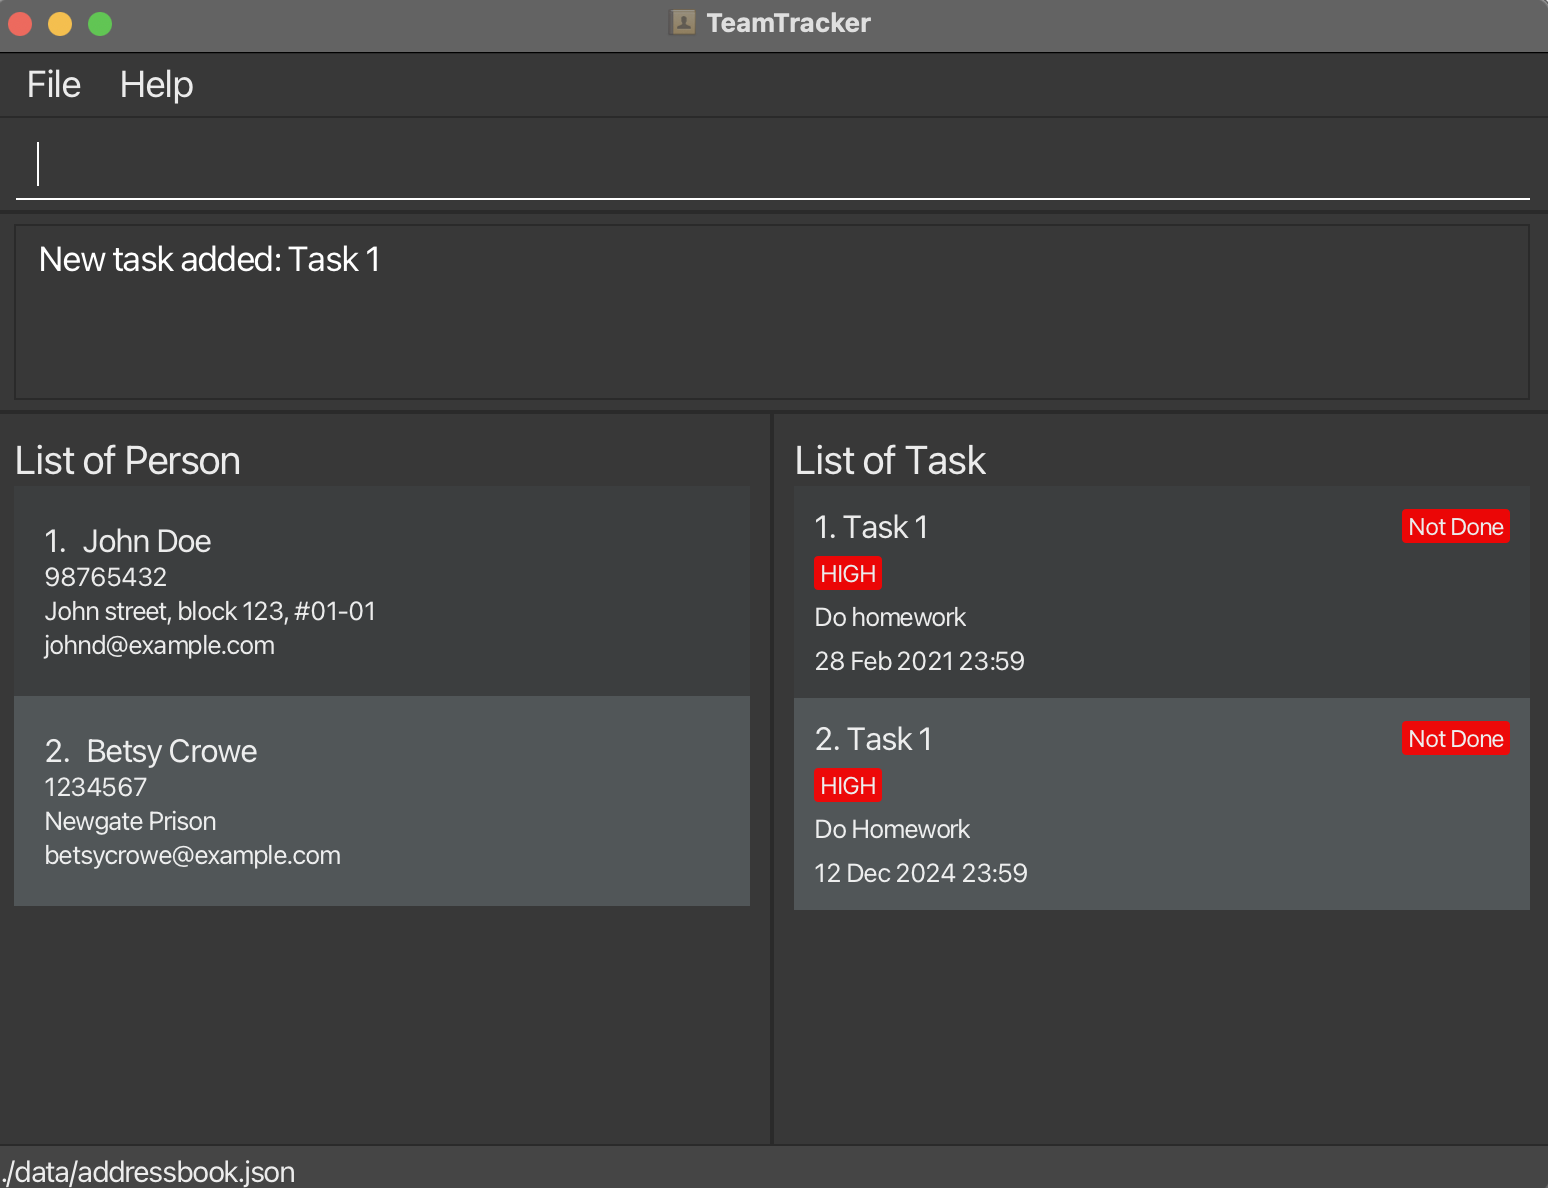 TeamTracker
File Help
New task added: Task 1
List of Person
1. John Doe
98765432
John street, block 123, #01-01
johnd@example.com
2. Betsy Crowe
1234567
Newgate Prison
betsycrowe@example.com
List of Task
1. Task 1
Not Done
HIGH
Do homework
28 Feb 2021 23:59
2. Task 1
Not Done
HIGH
Do Homework
12 Dec 2024 23:59
./data/addressbook.json